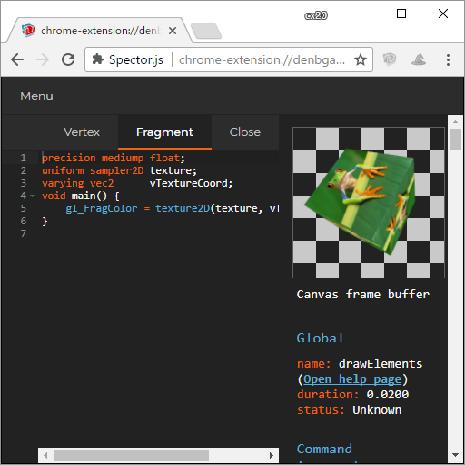 chrome-extension://denb
Spector.js
chrome-extension://denbga...
Menu
Vertex
Fragment
Close
1 precision mediump float;
2 uniform sampler2D texture;
3 varying vec2 vTextureCoord;
4 void main() {
5 gl_FragColor = texture2D(texture, vT
6 }
7
Canvas frame buffer
Global
name: drawElements
(Open help page)
duration: 0.0200
status: Unknown
Command